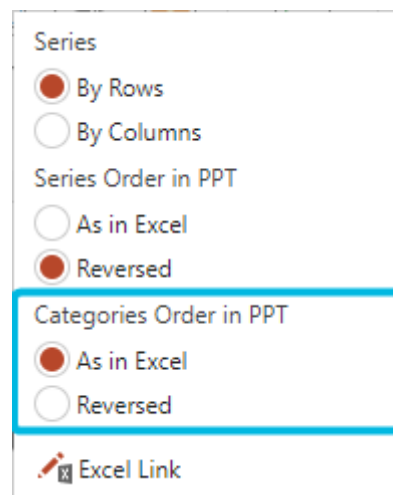 Series
By Rows
By Columns
Series Order in PPT
As in Excel
Reversed
Categories Order in PPT
As in Excel
Reversed
Excel Link